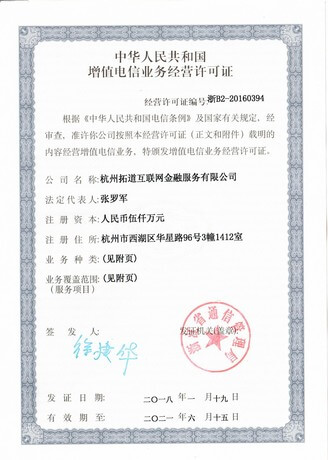 中华人民共和国
增值电信业务经营许可证
经营许可证编号:浙B2-20160394
根据《中华人民共和国电信条例》及国家有关规定，经
审查，准许你公司按照本经营许可证（正文和附件）载明的
内容经营增值电信业务。特颁发增值电信业务经营许可证。
公司名称:杭州拓道互联网金融服务有限公司
法定代表人:张罗军
注册资本:人民币伍仟万元
注册住所:杭州市西湖区华星路96号3幢1412室
业务种类:(见附页)
业务覆盖范围:(见附页)
(服务项目)
签发人:
发证机关(盖章):
浙江省通信管理局
发证日期:二〇一八年一月十九日
有效期至:二〇二一年六月十五日